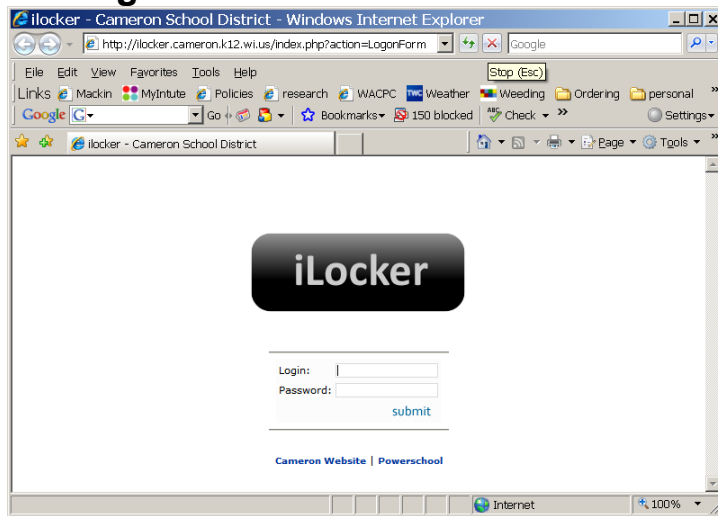 ilocker - Cameron School District - Windows Internet Explorer
http://ilocker.cameron.k12.wi.us/index.php?action=LogonForm Google
File Edit View Favorites Tools Help Stop (Esc)
Links Mackin MyIntute Policies research WACPC TWC Weather Weeding Ordering personal »
Google G Go Bookmarks 150 blocked ABC Check » Settings
ilocker - Cameron School District Page Tools »
iLocker
Login:
Password:
submit
Cameron Website | Powerschool
Internet 100%